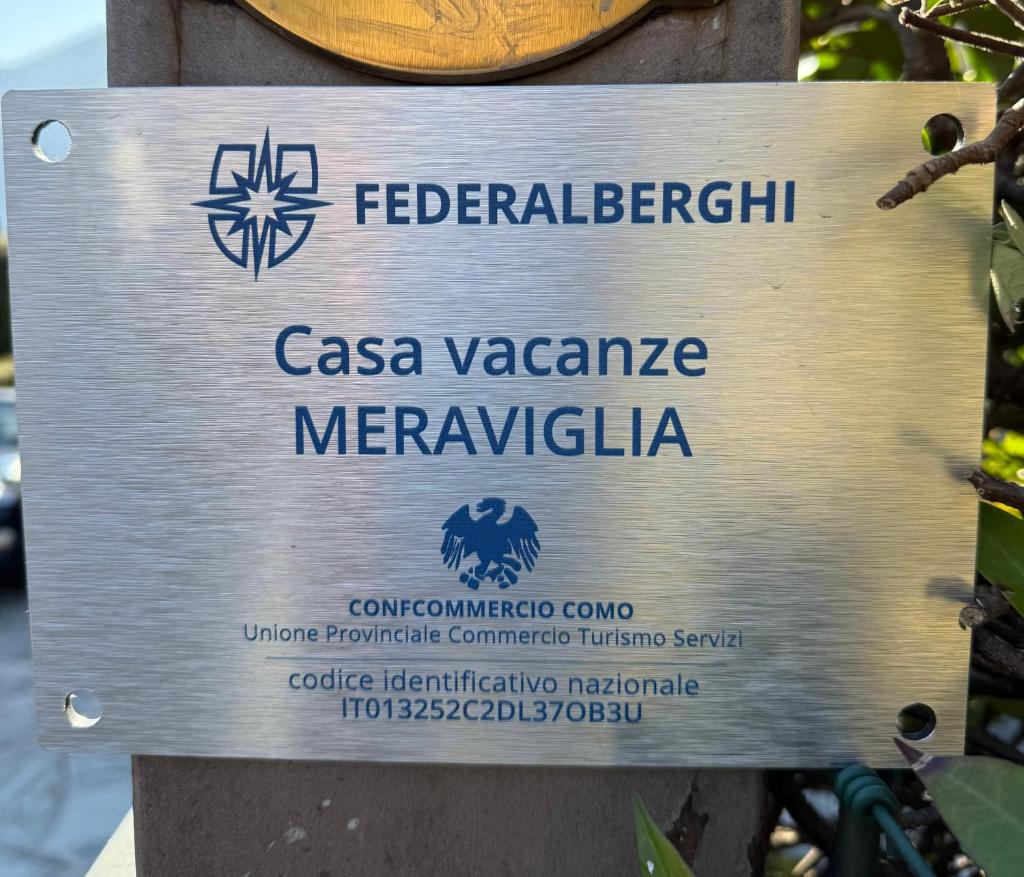 FEDERALBERGHI
Casa vacanze
MERAVIGLIA
CONFCOMMERCIO COMO
Unione Provinciale Commercio Turismo Servizi
codice identificativo nazionale
IT013252C2DL37OB3U